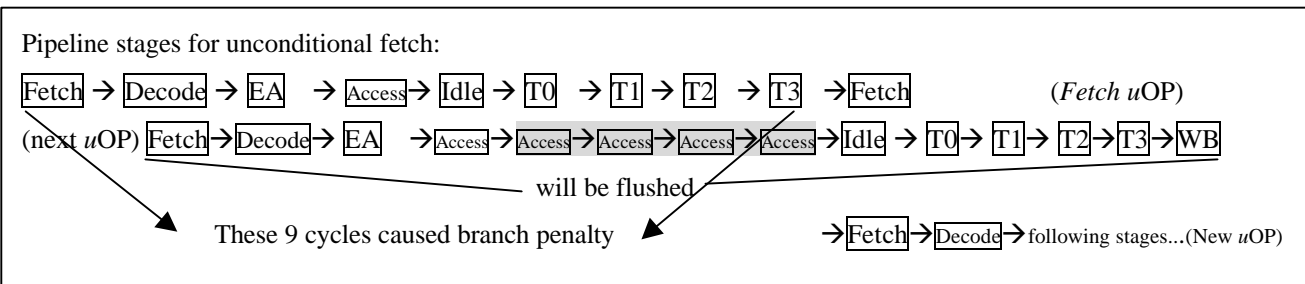 Pipeline stages for unconditional fetch:
Fetch → Decode → EA → Access → Idle → T0 → T1 → T2 → T3 → Fetch (Fetch uOP)
(next uOP) Fetch → Decode → EA → Access → Access → Access → Access → Access → Idle → T0 → T1 → T2 → T3 → WB
will be flushed
These 9 cycles caused branch penalty → Fetch → Decode → following stages...(New uOP)